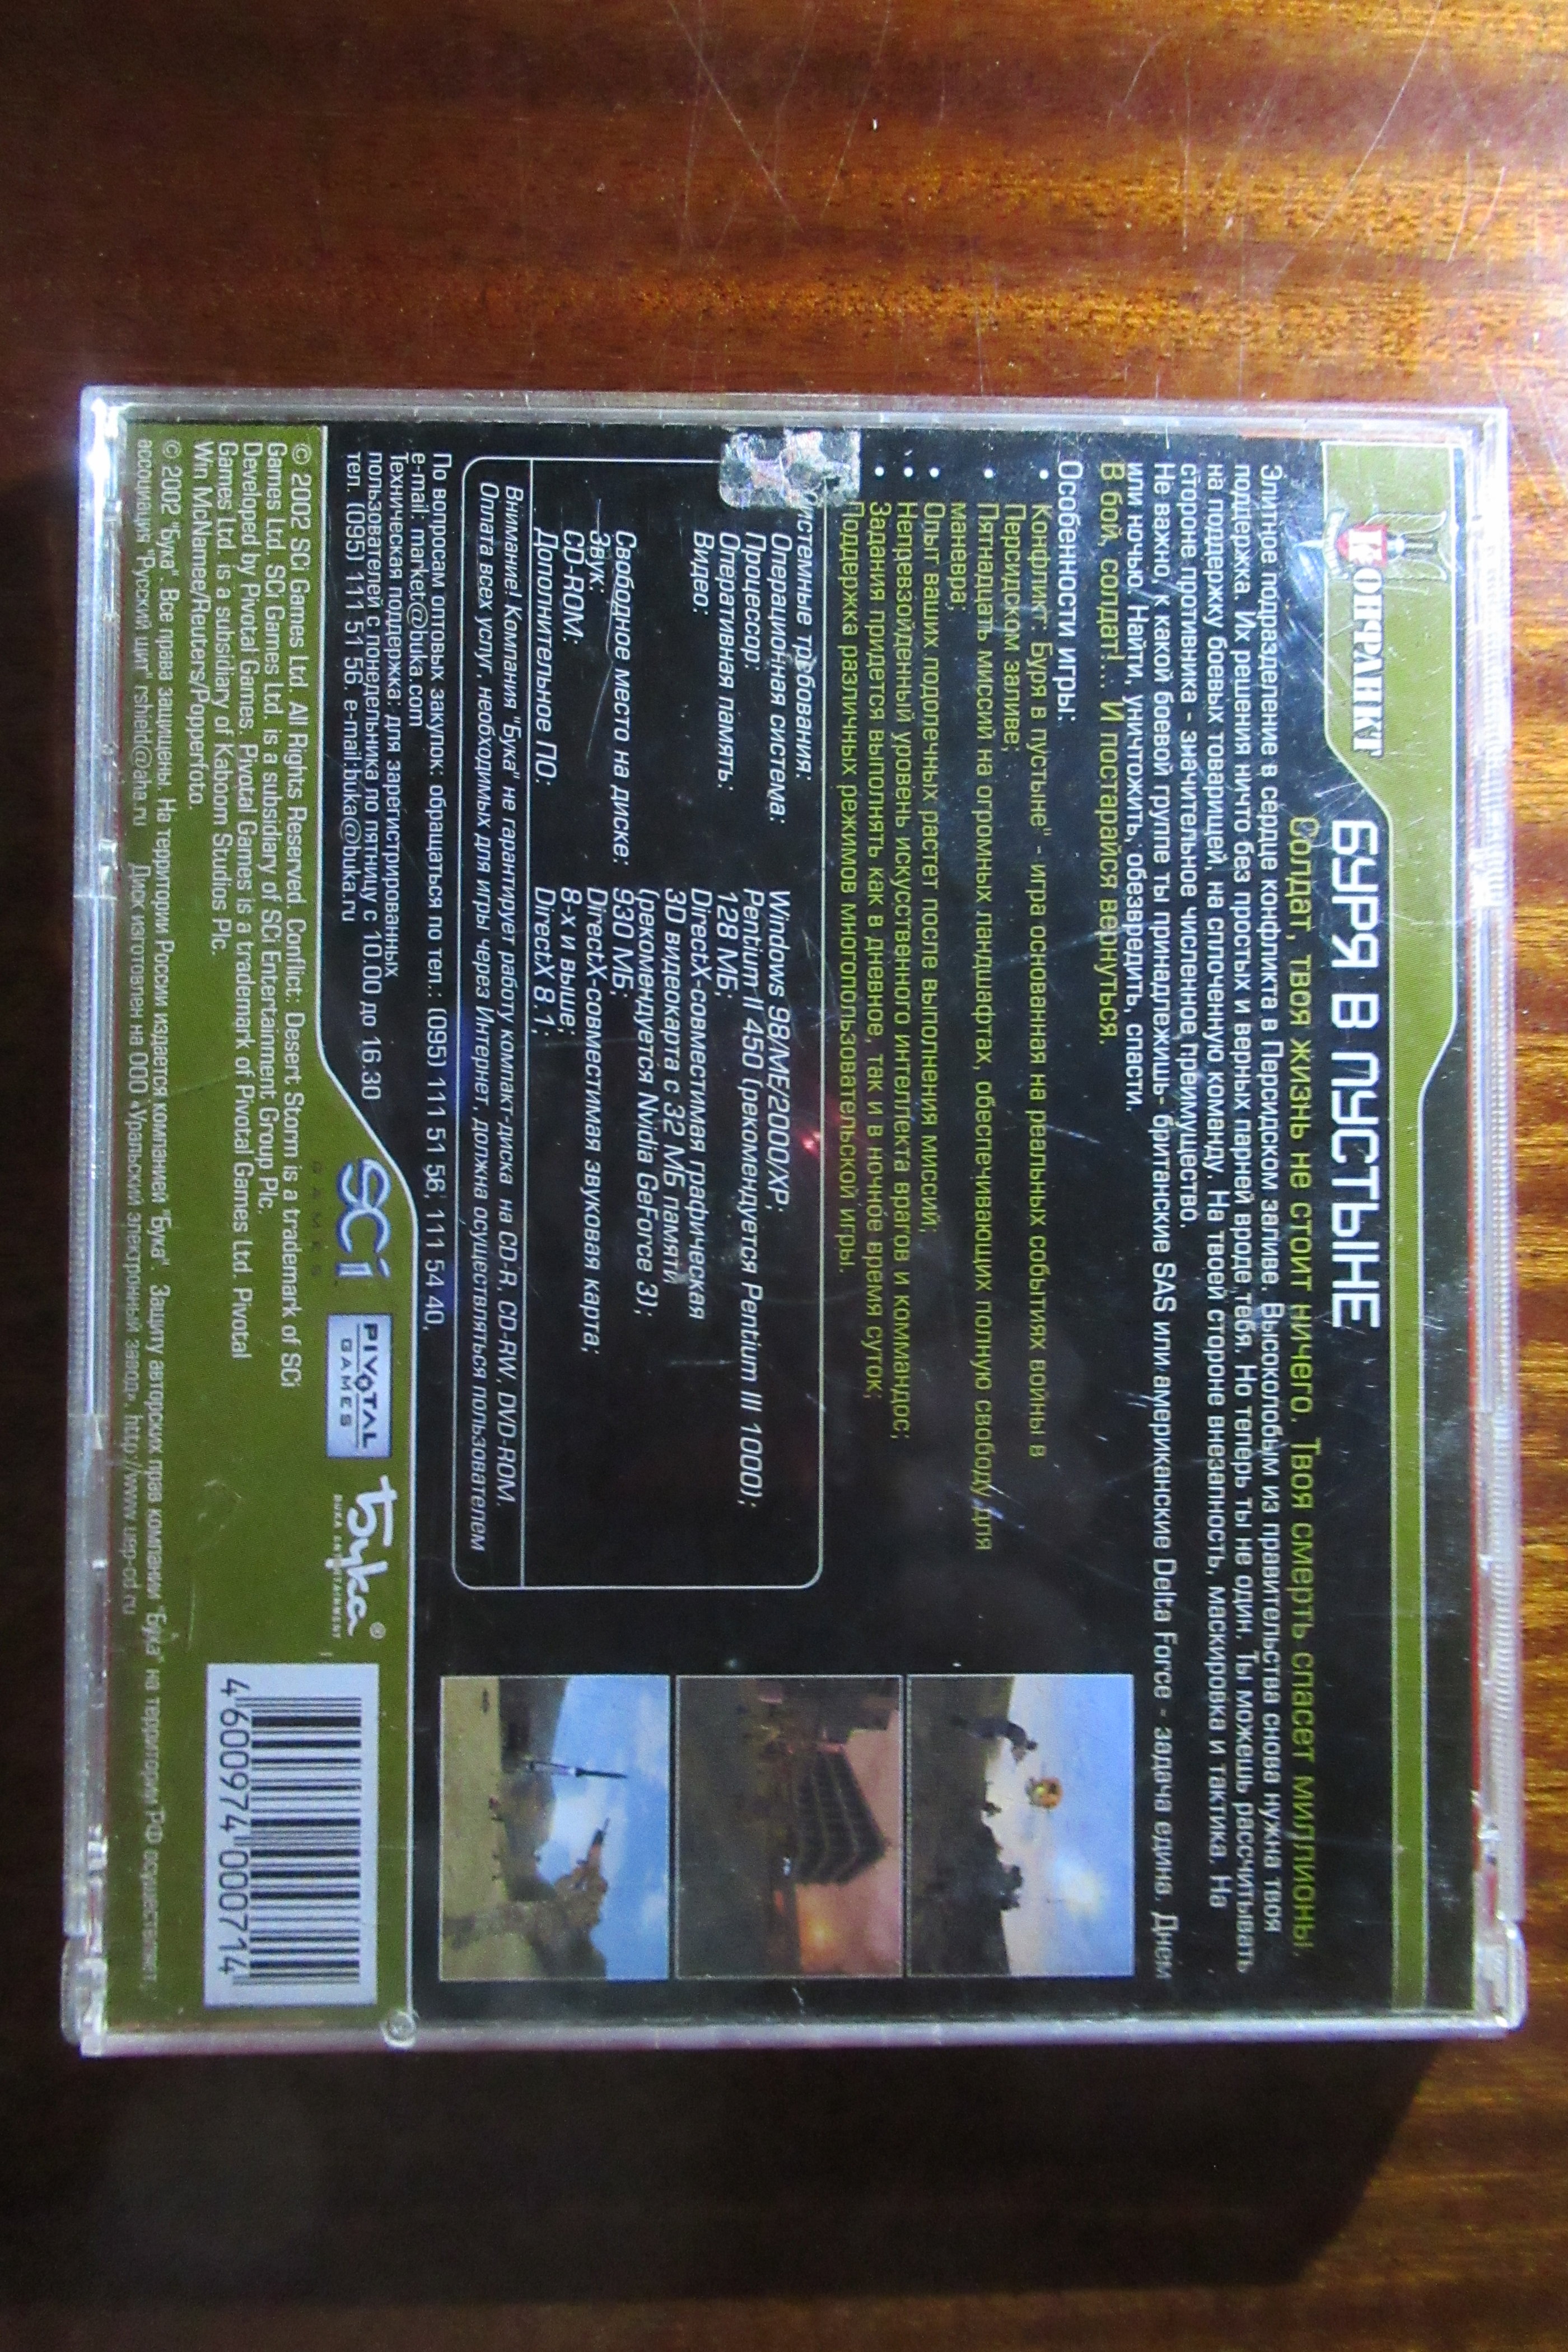 КОНФЛИКТ
БУРЯ В ПУСТЫНЕ
Солдат, твоя жизнь не стоит ничего. Твоя смерть спасет миллионы.
Элитное подразделение в сердце конфликта в Персидском заливе. Высоколобым из правительства снова нужна твоя
поддержка. Их решения ничто без простых и верных парней вроде тебя. Но теперь ты не один. Ты можешь рассчитывать
на поддержку боевых товарищей, на сплоченную команду. На твоей стороне внезапность, маскировка и тактика. На
стороне противника - значительное численное преимущество.
Не важно, к какой боевой группе ты принадлежишь- британские SAS или американские Delta Force - задача едина. Днем
или ночью. Найти, уничтожить, обезвредить, спасти.
В бой, солдат!... И постарайся вернуться.
Особенности игры:
• Конфликт: Буря в пустыне" - игра основанная на реальных событиях войны в
Персидском заливе;
• Пятнадцать миссий на огромных ландшафтах, обеспечивающих полную свободу для
маневра;
• Опыт ваших подопечных растет после выполнения миссий;
• Непревзойденный уровень искусственного интеллекта врагов и коммандос;
• Задания придется выполнять как в дневное, так и в ночное время суток;
Поддержка различных режимов многопользовательской игры.
истемные требования:
Операционная система: Windows 98/ME/2000/XP;
Процессор: Pentium II 450 (рекомендуется Pentium III 1000);
Оперативная память: 128 МБ;
Видео: DirectX-совместимая графическая
3D видеокарта с 32 МБ памяти
(рекомендуется Nvidia GeForce 3);
Свободное место на диске: 930 МБ;
Звук: DirectX-совместимая звуковая карта;
CD-ROM: 8-х и выше;
Дополнительное ПО: DirectX 8.1.
Внимание! Компания "Бука" не гарантирует работу компакт-диска на CD-R, CD-RW, DVD-ROM.
Оплата всех услуг, необходимых для игры через Интернет, должна осуществляться пользователем
По вопросам оптовых закупок: обращаться по тел.: (095) 111 51 56; 111 54 40,
e-mail: market@buka.com
Техническая поддержка: для зарегистрированных
пользователей с понедельника по пятницу с 10.00 до 16.30
тел. (095) 111 51 56. e-mail:buka@buka.ru
SCi
GAMES
PIVOTAL
GAMES
Бука®
BUKA ENTERTAINMENT
© 2002 SCi Games Ltd. All Rights Reserved. Conflict: Desert Storm is a trademark of SCi
Games Ltd. SCi Games Ltd. is a subsidiary of SCi Entertainment Group Plc.
Developed by Pivotal Games. Pivotal Games is a trademark of Pivotal Games Ltd. Pivotal
Games Ltd. is a subsidiary of Kaboom Studios Plc.
Win McNamee/Reuters/Popperfoto.
© 2002 "Бука". Все права защищены. На территории России издается компанией "Бука". Защиту авторских прав компании "Бука" на территории РФ осуществляет
ассоциация "Русский щит" rshield@aha.ru Диск изготовлен на ООО «Уральский электронный завод», http://www.uep-cd.ru
4 600974 000714